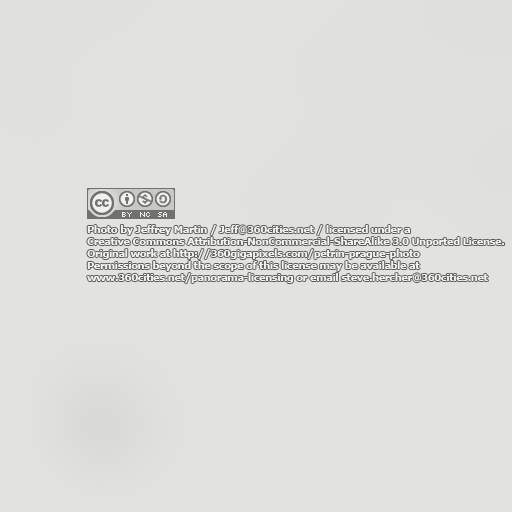 cc
BY NC SA
Photo by Jeffrey Martin / Jeff@360cities.net / licensed under a
Creative Commons Attribution-NonCommercial-ShareAlike 3.0 Unported License.
Original work at http://360gigapixels.com/petrin-prague-photo
Permissions beyond the scope of this license may be available at
www.360cities.net/panorama-licensing or email steve.hercher@360cities.net